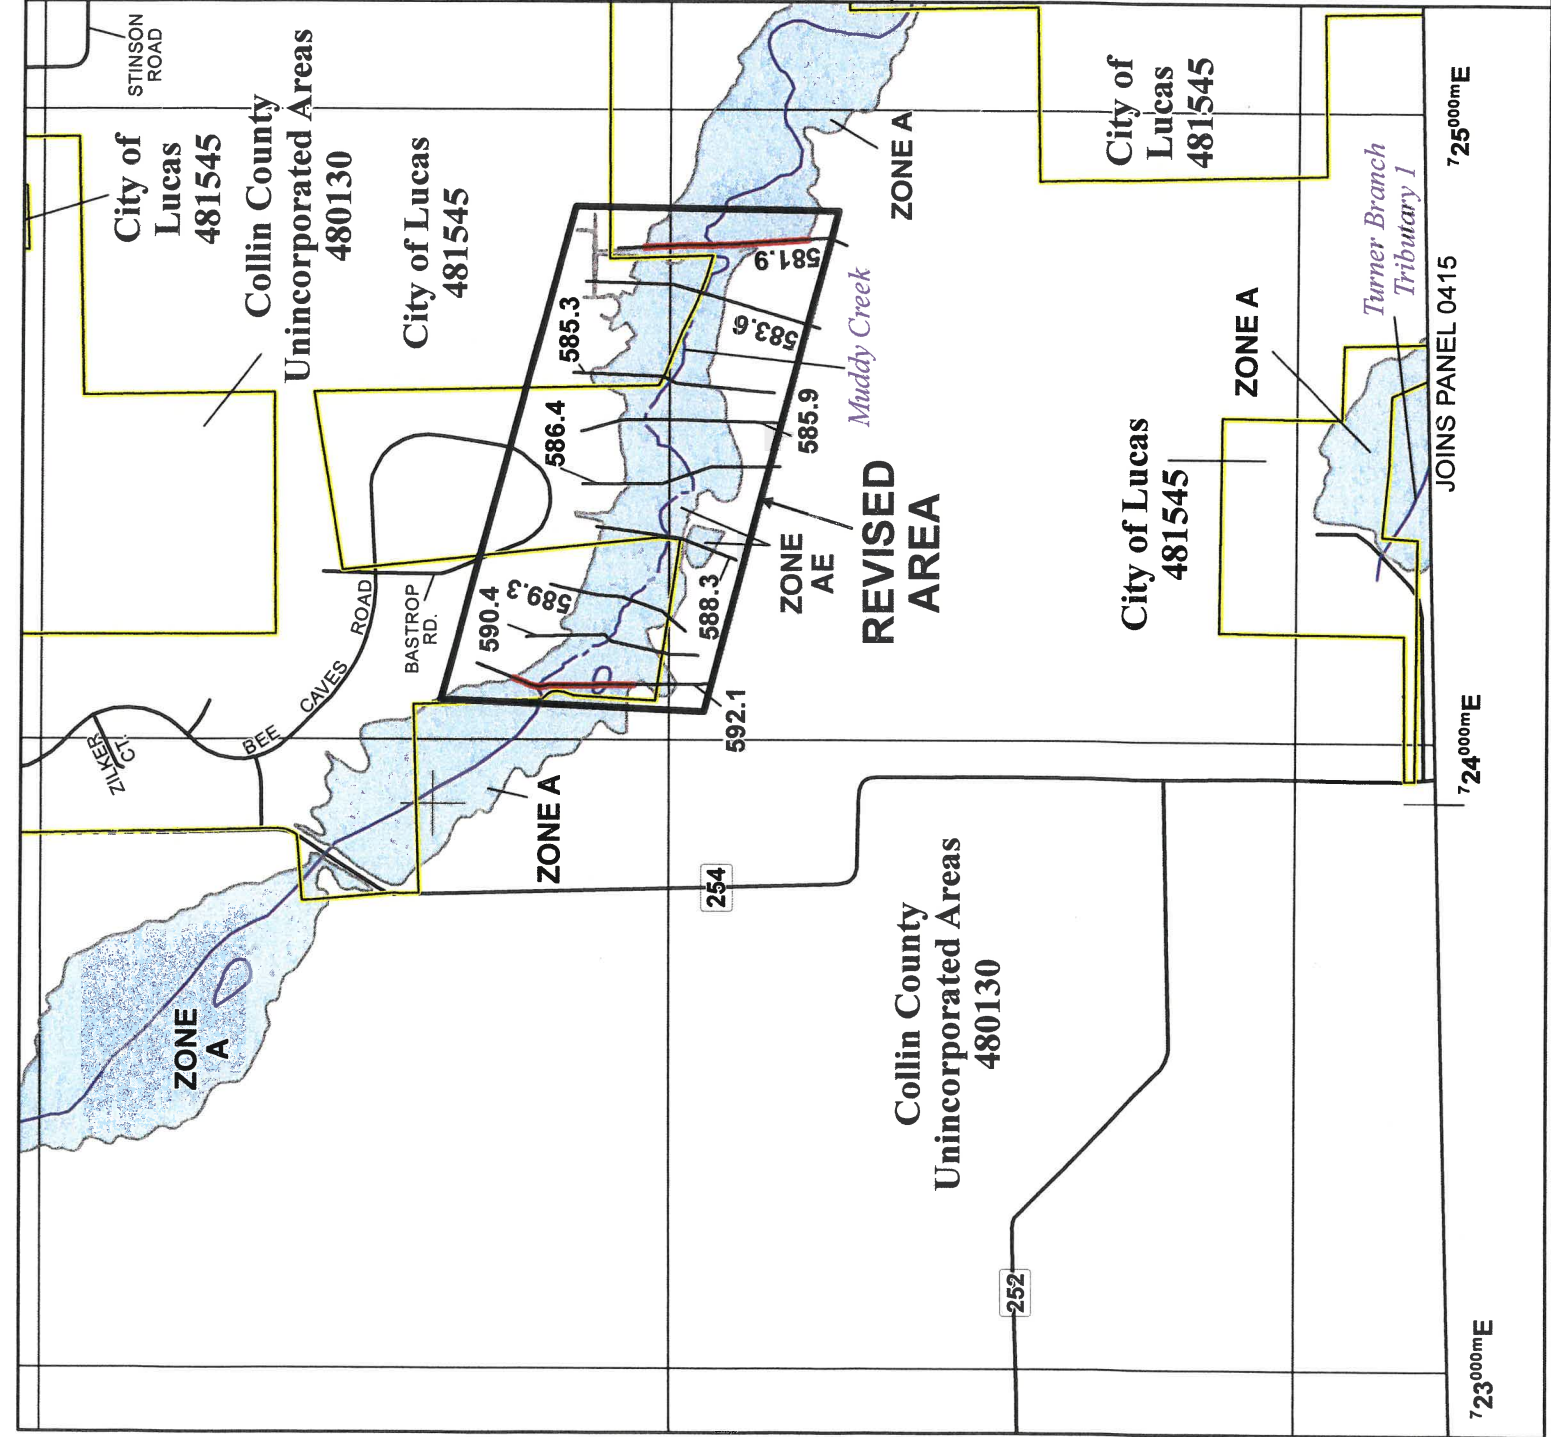 STINSON
ROAD
City of
Lucas
481545
Collin County
Unincorporated Areas
480130
City of Lucas
481545
ZILKER
CT.
BEE CAVES ROAD
BASTROP
RD.
ZONE
A
ZONE A
590.4
589.3
586.4
585.3
592.1
588.3
585.9
583.6
581.9
ZONE
AE
REVISED
AREA
Muddy Creek
ZONE A
City of
Lucas
481545
254
Collin County
Unincorporated Areas
480130
252
City of Lucas
481545
ZONE A
Turner Branch
Tributary 1
JOINS PANEL 0415
723000mE
724000mE
725000mE